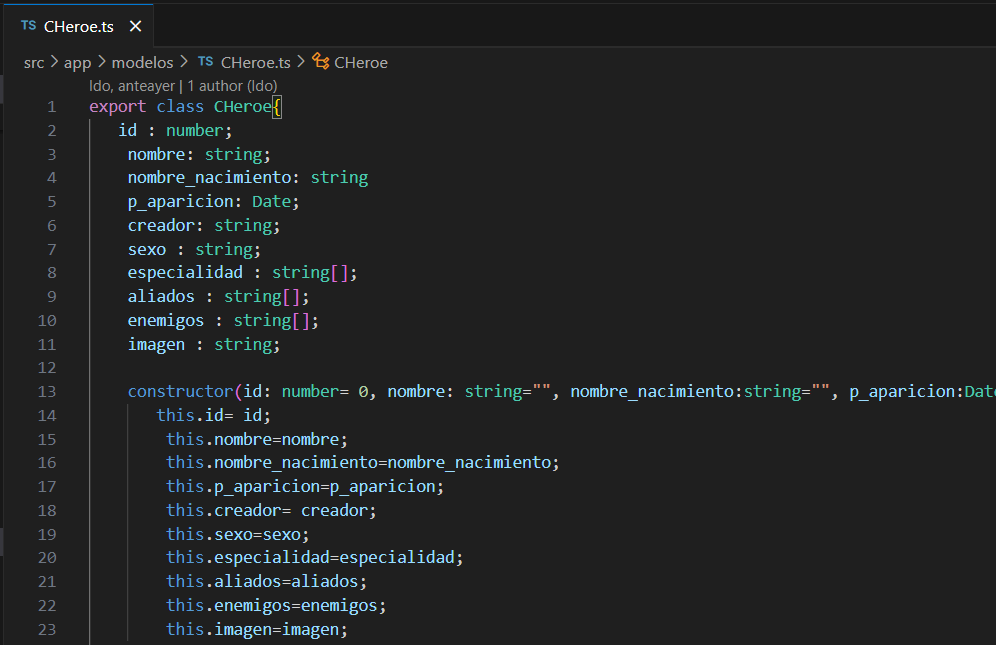 TS CHeroe.ts ×
src > app > modelos > TS CHeroe.ts > CHeroe
Ido, anteayer | 1 author (Ido)
1 export class CHeroe{
2 id : number;
3 nombre: string;
4 nombre_nacimiento: string
5 p_aparicion: Date;
6 creador: string;
7 sexo : string;
8 especialidad : string[];
9 aliados : string[];
10 enemigos : string[];
11 imagen : string;
12
13 constructor(id: number= 0, nombre: string="", nombre_nacimiento:string="", p_aparicion:Date
14 this.id= id;
15 this.nombre=nombre;
16 this.nombre_nacimiento=nombre_nacimiento;
17 this.p_aparicion=p_aparicion;
18 this.creador= creador;
19 this.sexo=sexo;
20 this.especialidad=especialidad;
21 this.aliados=aliados;
22 this.enemigos=enemigos;
23 this.imagen=imagen;